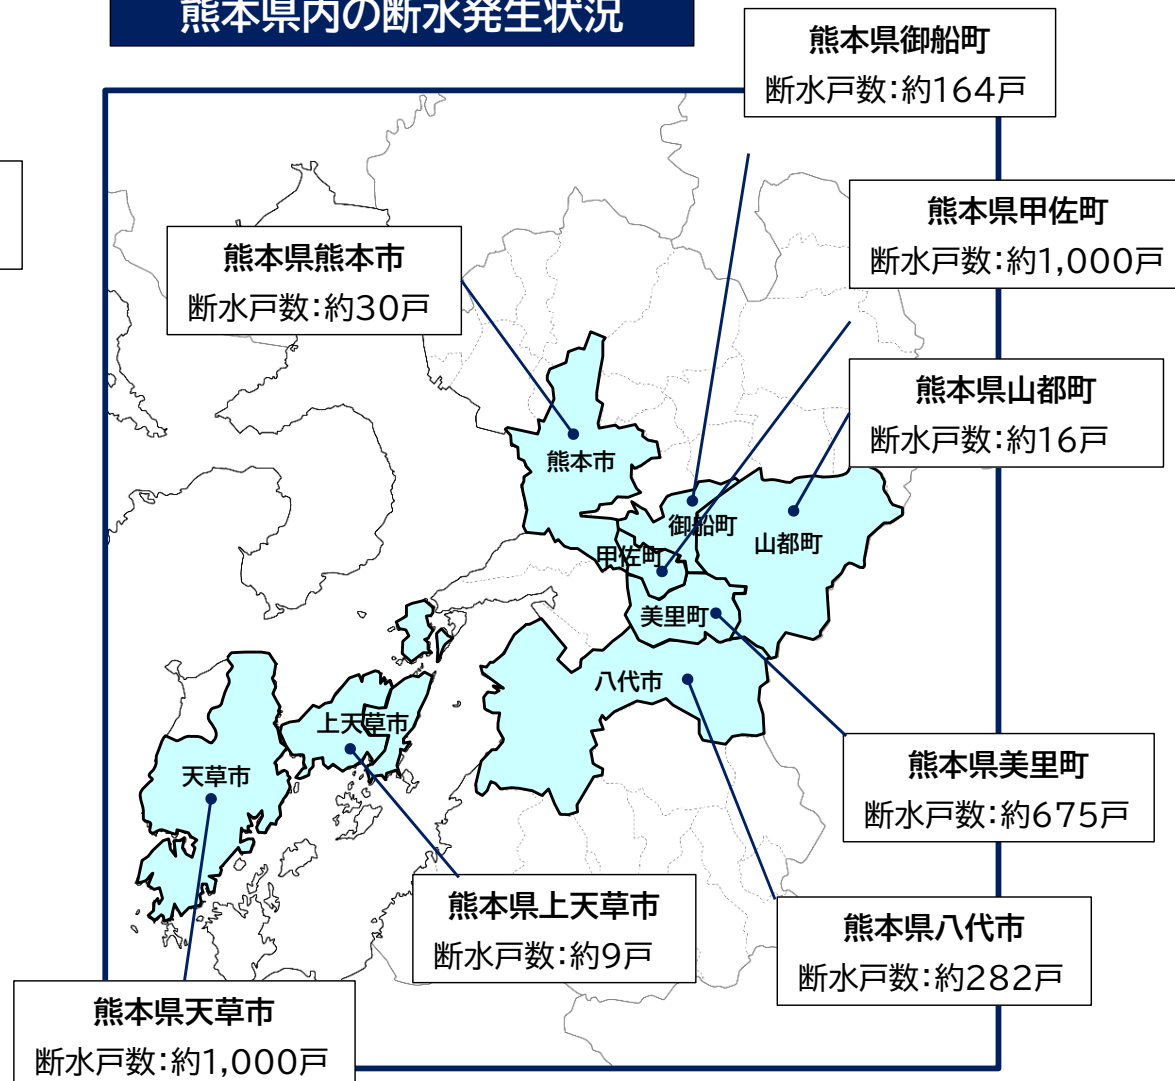 熊本県内の断水発生状況
熊本県御船町
断水戸数：約164戸
熊本県甲佐町
断水戸数：約1,000戸
熊本県熊本市
断水戸数：約30戸
熊本県山都町
断水戸数：約16戸
熊本市
御船町
山都町
甲佐町
美里町
八代市
上天草市
天草市
熊本県美里町
断水戸数：約675戸
熊本県上天草市
断水戸数：約9戸
熊本県八代市
断水戸数：約282戸
熊本県天草市
断水戸数：約1,000戸